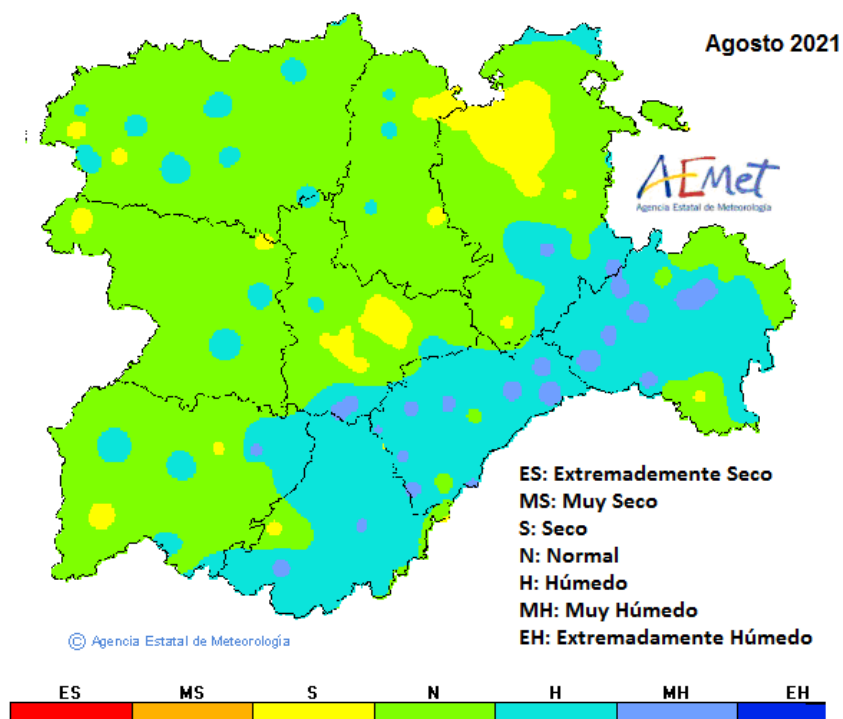 Agosto 2021
AEMet
Agencia Estatal de Meteorología
ES: Extremademente Seco
MS: Muy Seco
S: Seco
N: Normal
H: Húmedo
MH: Muy Húmedo
EH: Extremadamente Húmedo
© Agencia Estatal de Meteorología
ES MS S N H MH EH